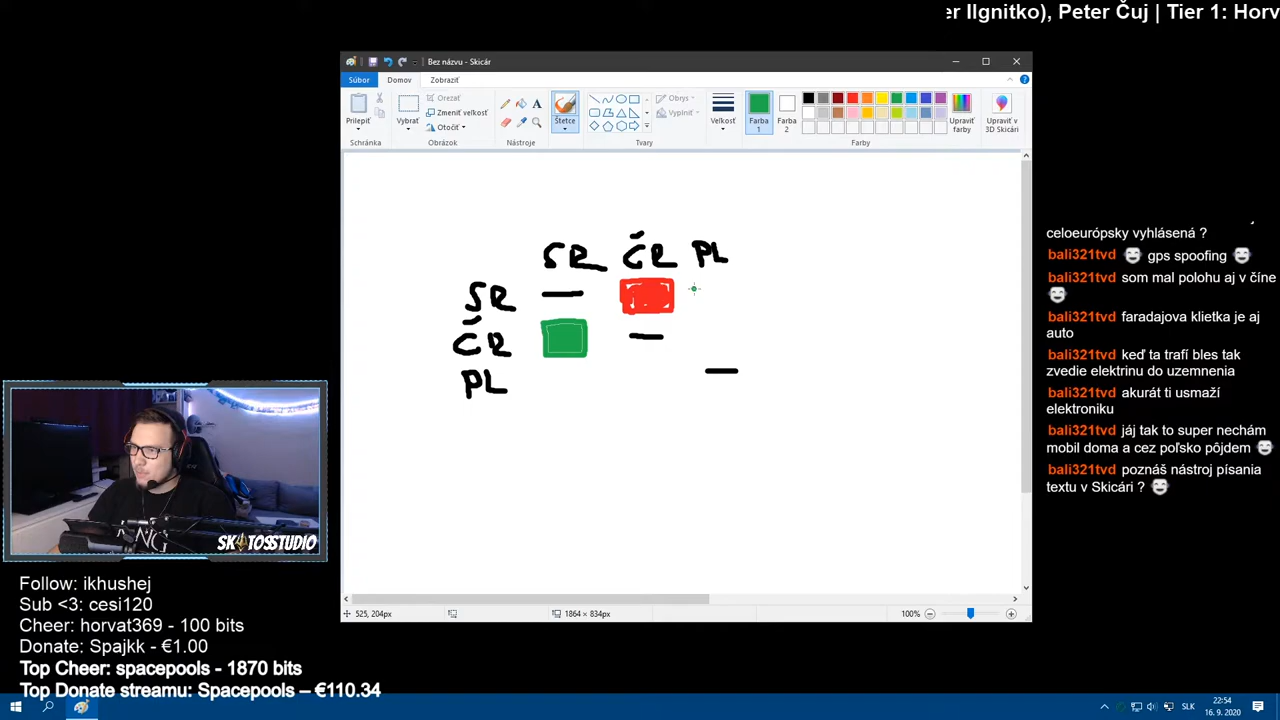 er Ilgnitko), Peter Čuj | Tier 1: Horv
Bez názvu - Skicár
Súbor Domov Zobraziť
Prilepiť
Vybrať
Orezať
Zmeniť veľkosť
Otočiť
Štetce
Obrys
Vyplniť
Veľkosť
Farba 1
Farba 2
Upraviť farby
Upraviť v 3D Skicári
Schránka Obrázok Nástroje Tvary Farby
SR ČR PL
SR
ČR
PL
525, 204px
1864 × 834px
100%
celoeurópsky vyhlásená ?
bali321tvd gps spoofing
bali321tvd som mal polohu aj v číne
bali321tvd faradajova klietka je aj
auto
bali321tvd keď ta trafí bles tak
zvedie elektrinu do uzemnenia
bali321tvd akurát ti usmaží
elektroniku
bali321tvd jáj tak to super nechám
mobil doma a cez poľsko pôjdem
bali321tvd poznáš nástroj písania
textu v Skicári ?
SK TOSSTUDIO
Follow: ikhushej
Sub <3: cesi120
Cheer: horvat369 - 100 bits
Donate: Spajkk - €1.00
Top Cheer: spacepools - 1870 bits
Top Donate streamu: Spacepools – €110.34
SLK
22:54
16. 9. 2020